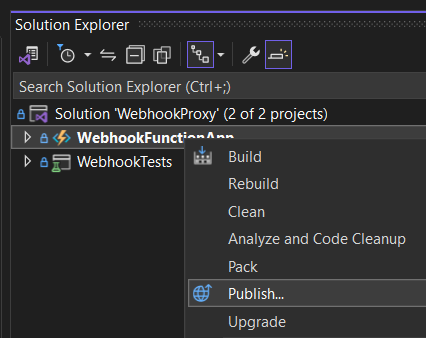 Solution Explorer
Search Solution Explorer (Ctrl+;)
Solution 'WebhookProxy' (2 of 2 projects)
WebhookFunctionApp
WebhookTests
Build
Rebuild
Clean
Analyze and Code Cleanup
Pack
Publish...
Upgrade